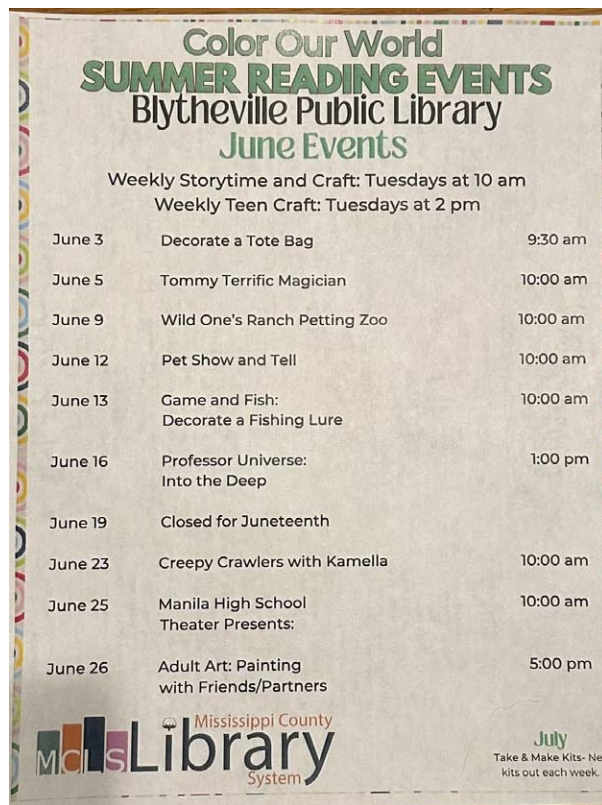 Color Our World
SUMMER READING EVENTS
Blytheville Public Library
June Events
Weekly Storytime and Craft: Tuesdays at 10 am
Weekly Teen Craft: Tuesdays at 2 pm
June 3 Decorate a Tote Bag 9:30 am
June 5 Tommy Terrific Magician 10:00 am
June 9 Wild One's Ranch Petting Zoo 10:00 am
June 12 Pet Show and Tell 10:00 am
June 13 Game and Fish: 10:00 am
Decorate a Fishing Lure
June 16 Professor Universe: 1:00 pm
Into the Deep
June 19 Closed for Juneteenth
June 23 Creepy Crawlers with Kamella 10:00 am
June 25 Manila High School 10:00 am
Theater Presents:
June 26 Adult Art: Painting 5:00 pm
with Friends/Partners
Mississippi County
MCLS Library
System
July
Take & Make Kits- Ne
kits out each week.